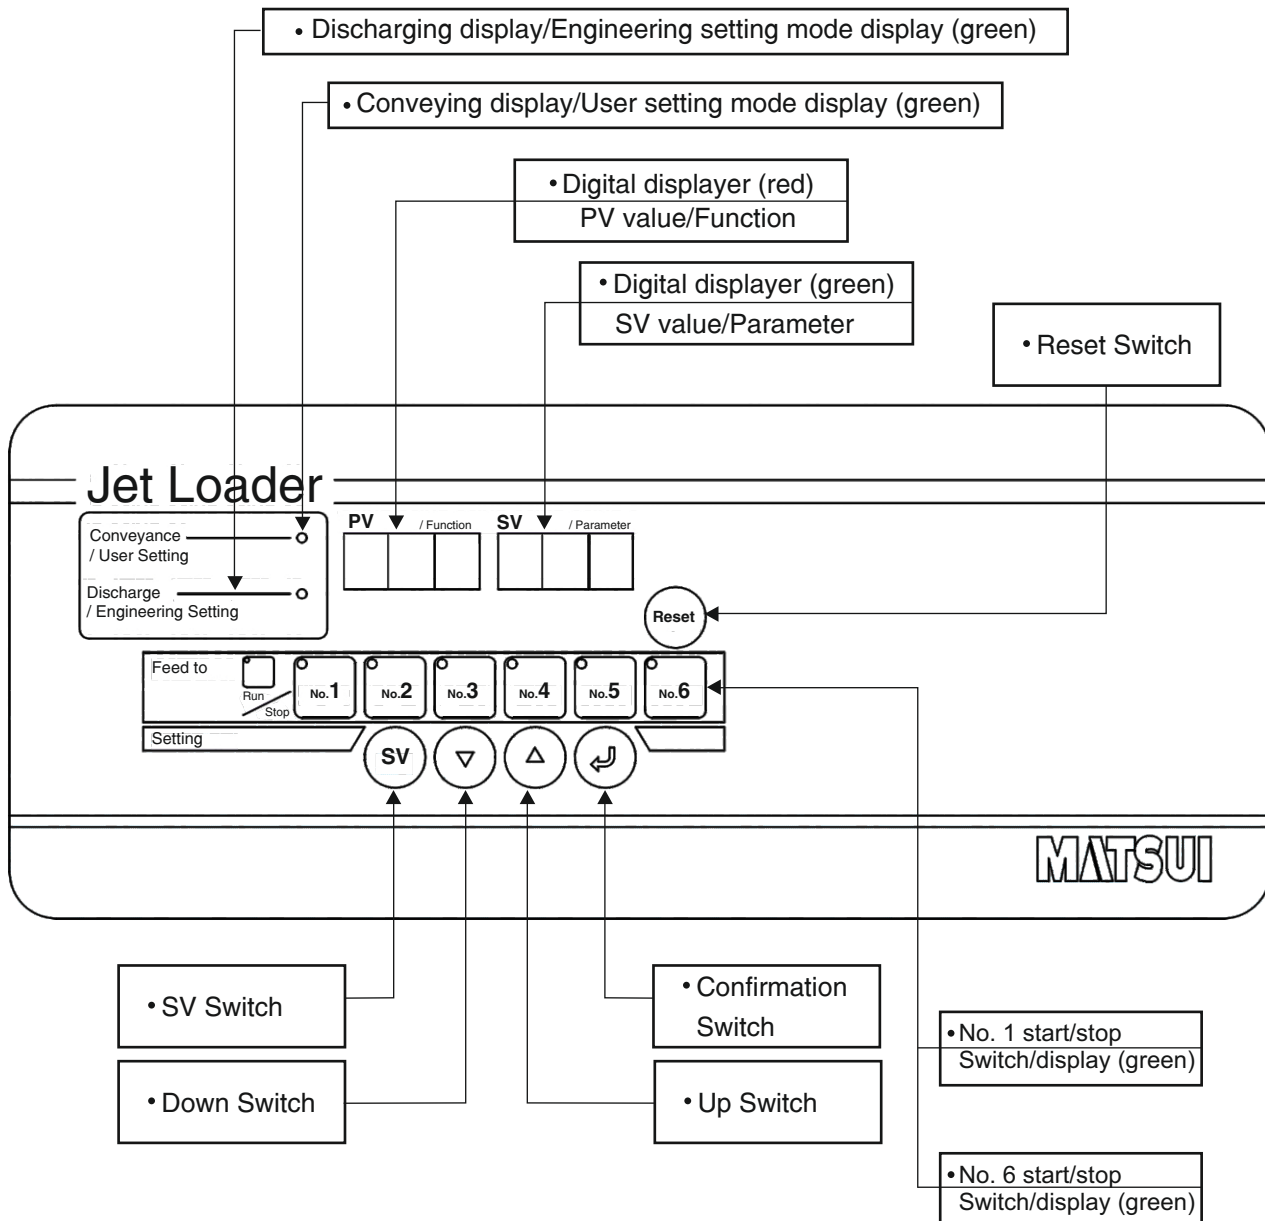 • Discharging display/Engineering setting mode display (green)
• Conveying display/User setting mode display (green)
• Digital displayer (red)
PV value/Function
• Digital displayer (green)
SV value/Parameter
• Reset Switch
Jet Loader
Conveyance
/ User Setting
Discharge
/ Engineering Setting
PV / Function
SV / Parameter
Reset
Feed to
Run
Stop
No.1
No.2
No.3
No.4
No.5
No.6
Setting
SV
▽
△
MATSUI
• SV Switch
• Down Switch
• Confirmation
Switch
• Up Switch
• No. 1 start/stop
Switch/display (green)
• No. 6 start/stop
Switch/display (green)